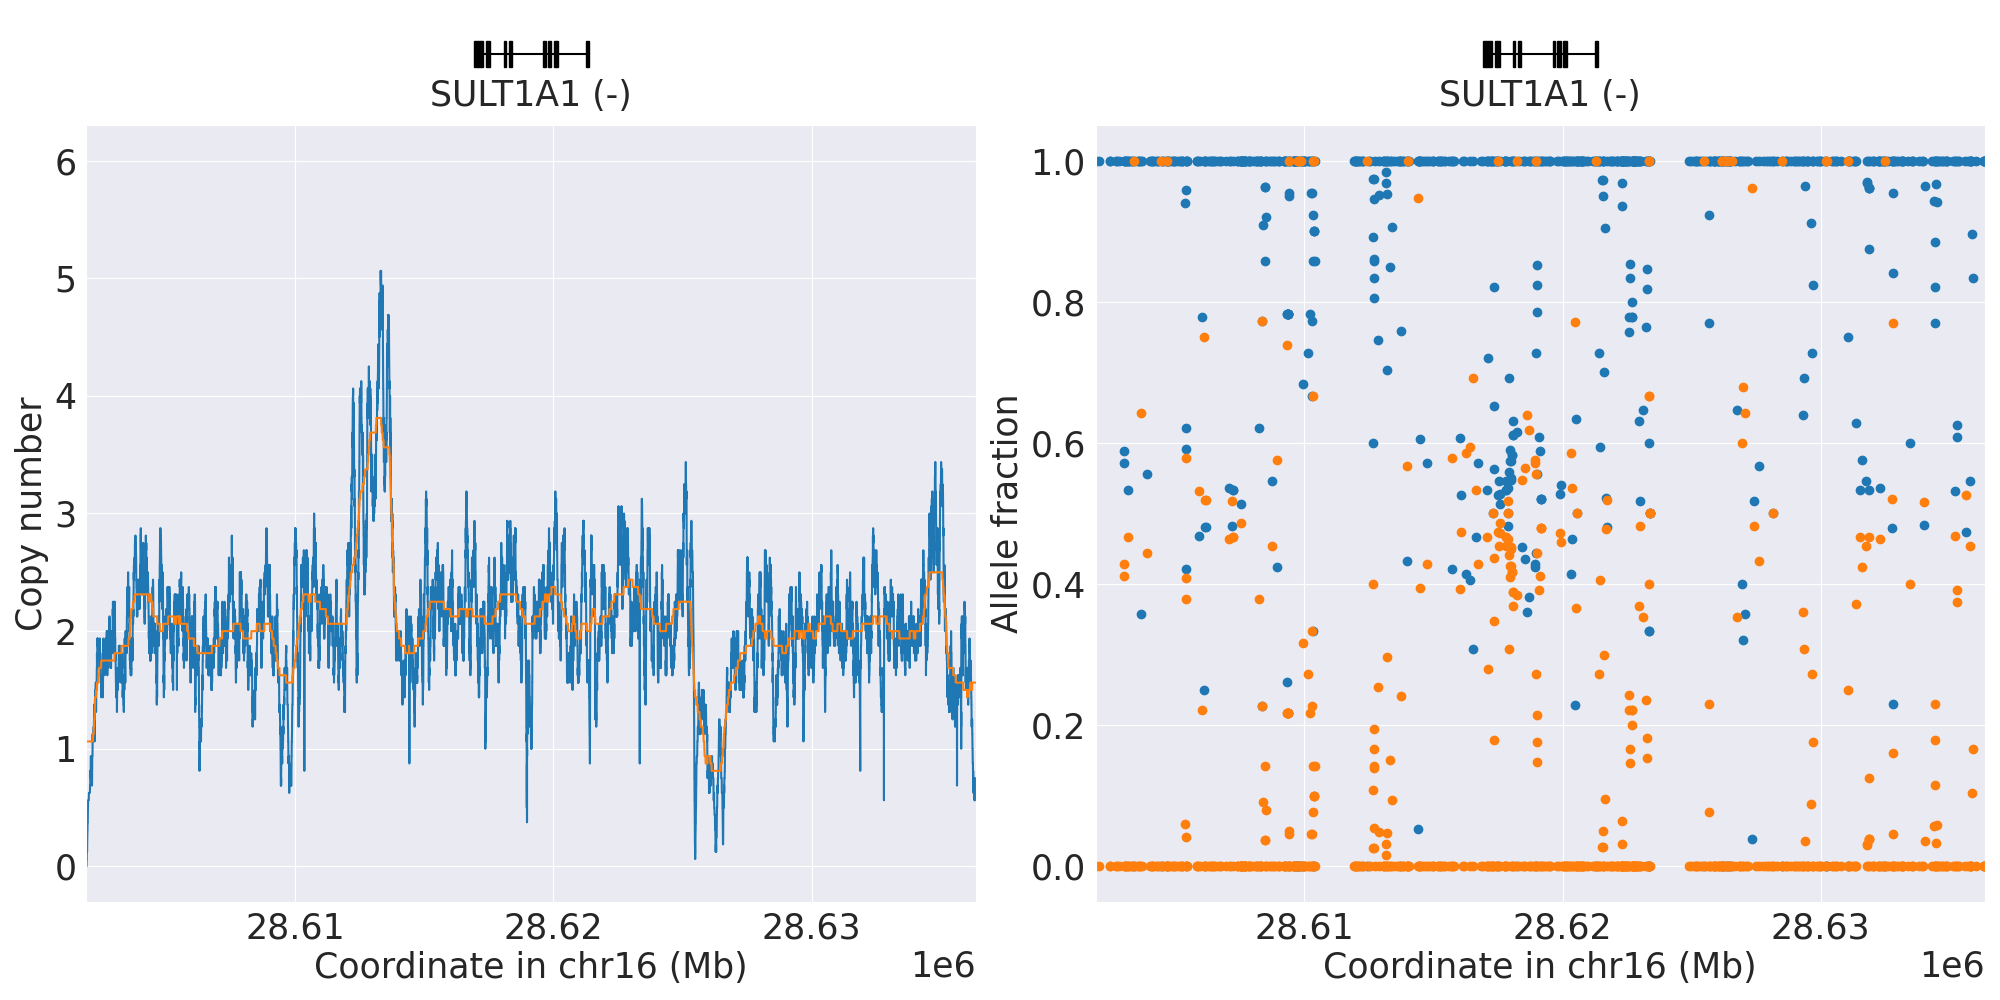 SULT1A1 (-)
Copy number
6
5
4
3
2
1
0
28.61
28.62
28.63
Coordinate in chr16 (Mb)
1e6
SULT1A1 (-)
Allele fraction
1.0
0.8
0.6
0.4
0.2
0.0
28.61
28.62
28.63
Coordinate in chr16 (Mb)
1e6